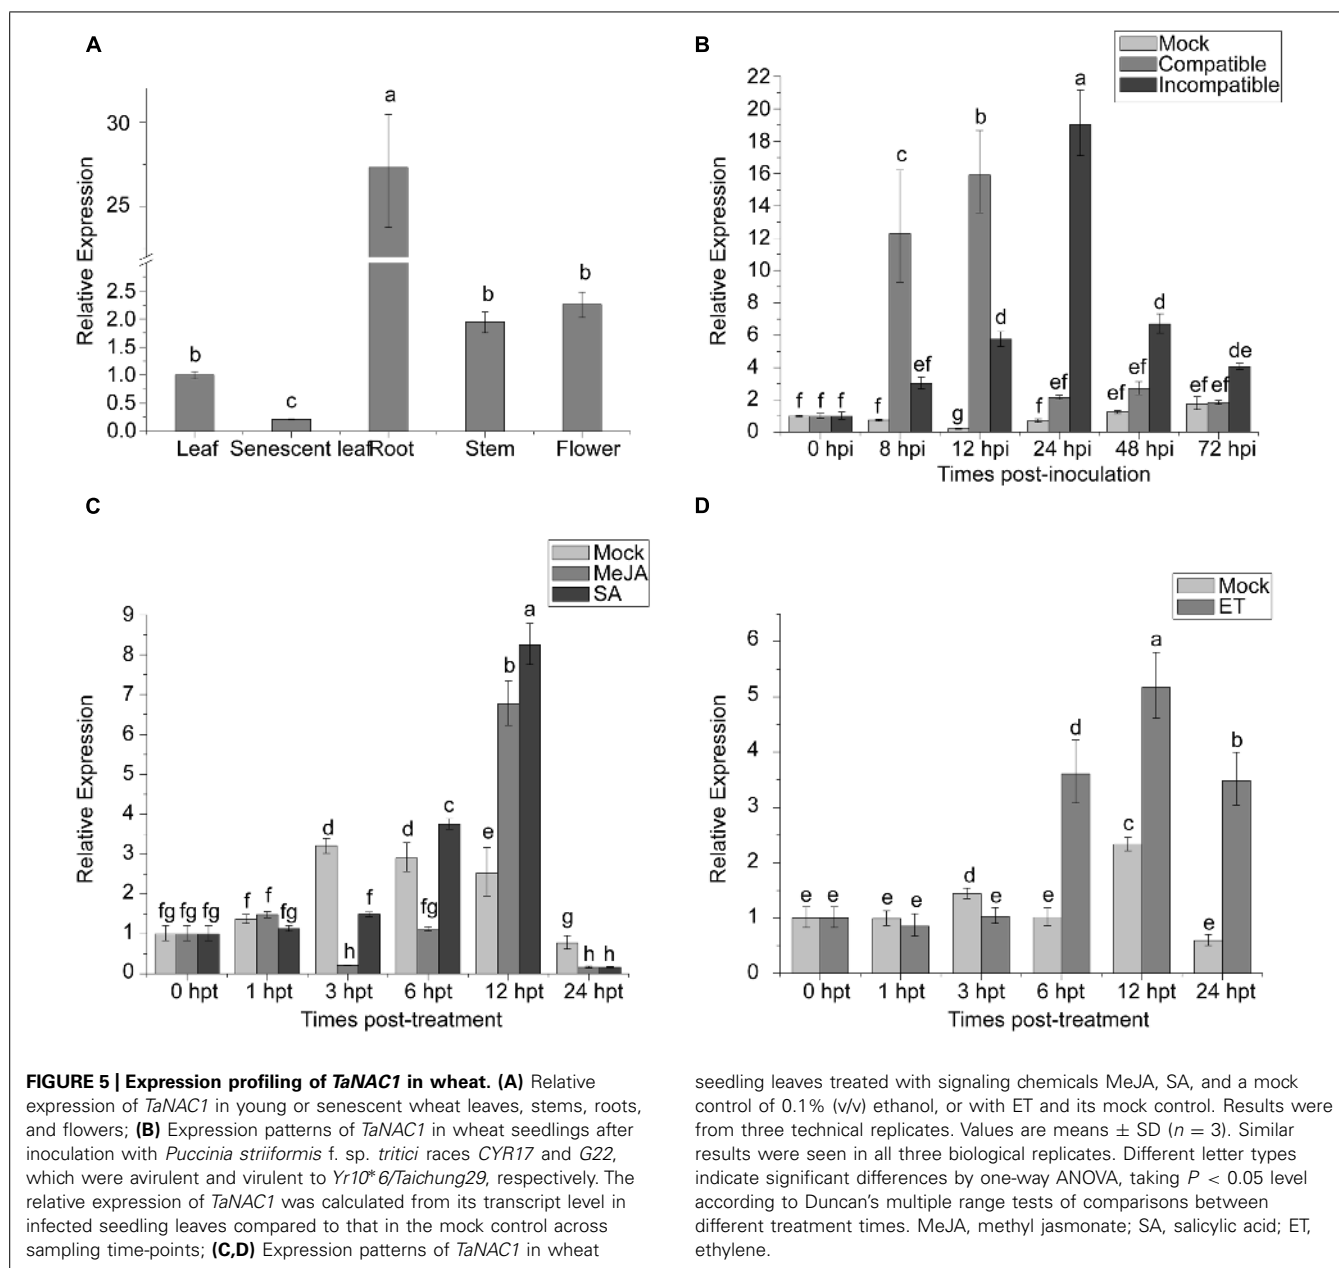 A
Relative Expression
30
25
2.5
2.0
1.5
1.0
0.5
0.0
b
c
a
b
b
Leaf Senescent leaf Root Stem Flower
B
Mock
Compatible
Incompatible
Relative Expression
22
20
18
16
14
12
10
8
6
4
2
0
f f f
f c ef
g b d
f ef a
ef ef d
ef ef de
0 hpi 8 hpi 12 hpi 24 hpi 48 hpi 72 hpi
Times post-inoculation
C
Mock
MeJA
SA
Relative Expression
9
8
7
6
5
4
3
2
1
0
fg fg fg
f f fg
d h f
d fg c
e b a
g h h
0 hpt 1 hpt 3 hpt 6 hpt 12 hpt 24 hpt
Times post-treatment
D
Mock
ET
Relative Expression
6
5
4
3
2
1
0
e e
e e
d e
e d
c a
e b
0 hpt 1 hpt 3 hpt 6 hpt 12 hpt 24 hpt
Times post-treatment
FIGURE 5 | Expression profiling of TaNAC1 in wheat. (A) Relative
expression of TaNAC1 in young or senescent wheat leaves, stems, roots,
and flowers; (B) Expression patterns of TaNAC1 in wheat seedlings after
inoculation with Puccinia striiformis f. sp. tritici races CYR17 and G22,
which were avirulent and virulent to Yr10*6/Taichung29, respectively. The
relative expression of TaNAC1 was calculated from its transcript level in
infected seedling leaves compared to that in the mock control across
sampling time-points; (C,D) Expression patterns of TaNAC1 in wheat
seedling leaves treated with signaling chemicals MeJA, SA, and a mock
control of 0.1% (v/v) ethanol, or with ET and its mock control. Results were
from three technical replicates. Values are means ± SD (n = 3). Similar
results were seen in all three biological replicates. Different letter types
indicate significant differences by one-way ANOVA, taking P < 0.05 level
according to Duncan's multiple range tests of comparisons between
different treatment times. MeJA, methyl jasmonate; SA, salicylic acid; ET,
ethylene.